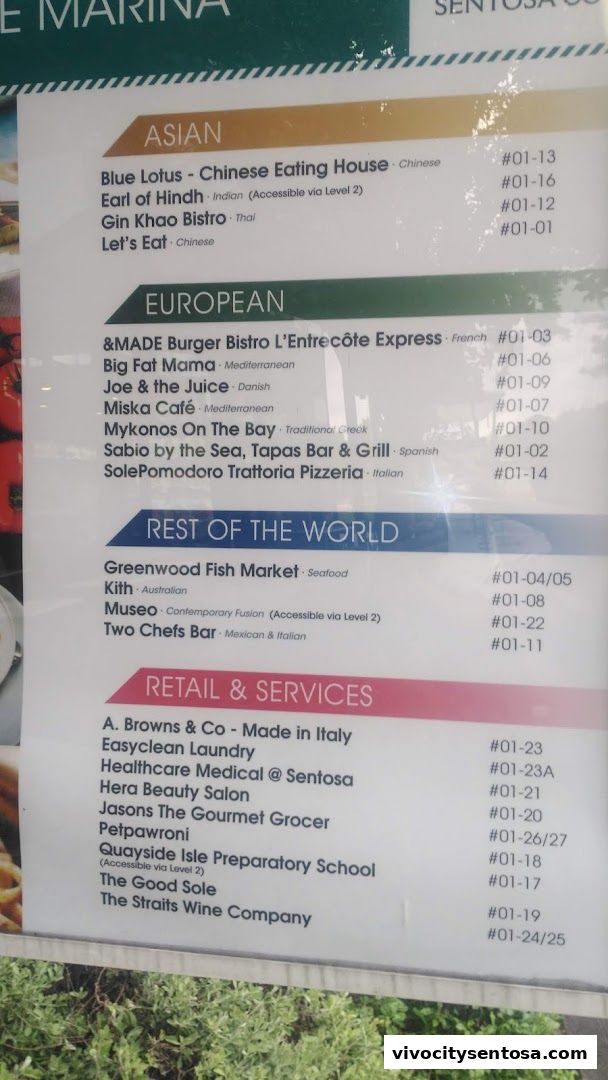 E MARINA
SENTOSA CO
ASIAN
Blue Lotus - Chinese Eating House · Chinese #01-13
Earl of Hindh · Indian (Accessible via Level 2) #01-16
Gin Khao Bistro · Thai #01-12
Let's Eat · Chinese #01-01
EUROPEAN
&MADE Burger Bistro L'Entrecôte Express · French #01-03
Big Fat Mama · Mediterranean #01-06
Joe & the Juice · Danish #01-09
Miska Café · Mediterranean #01-07
Mykonos On The Bay · Traditional Greek #01-10
Sabio by the Sea, Tapas Bar & Grill · Spanish #01-02
SolePomodoro Trattoria Pizzeria · Italian #01-14
REST OF THE WORLD
Greenwood Fish Market · Seafood #01-04/05
Kith · Australian #01-08
Museo · Contemporary Fusion (Accessible via Level 2) #01-22
Two Chefs Bar · Mexican & Italian #01-11
RETAIL & SERVICES
A. Browns & Co - Made in Italy #01-23
Easyclean Laundry #01-23A
Healthcare Medical @ Sentosa #01-21
Hera Beauty Salon #01-20
Jasons The Gourmet Grocer #01-26/27
Petpawroni #01-18
Quayside Isle Preparatory School #01-17
(Accessible via Level 2)
The Good Sole #01-19
The Straits Wine Company #01-24/25
vivocitysentosa.com